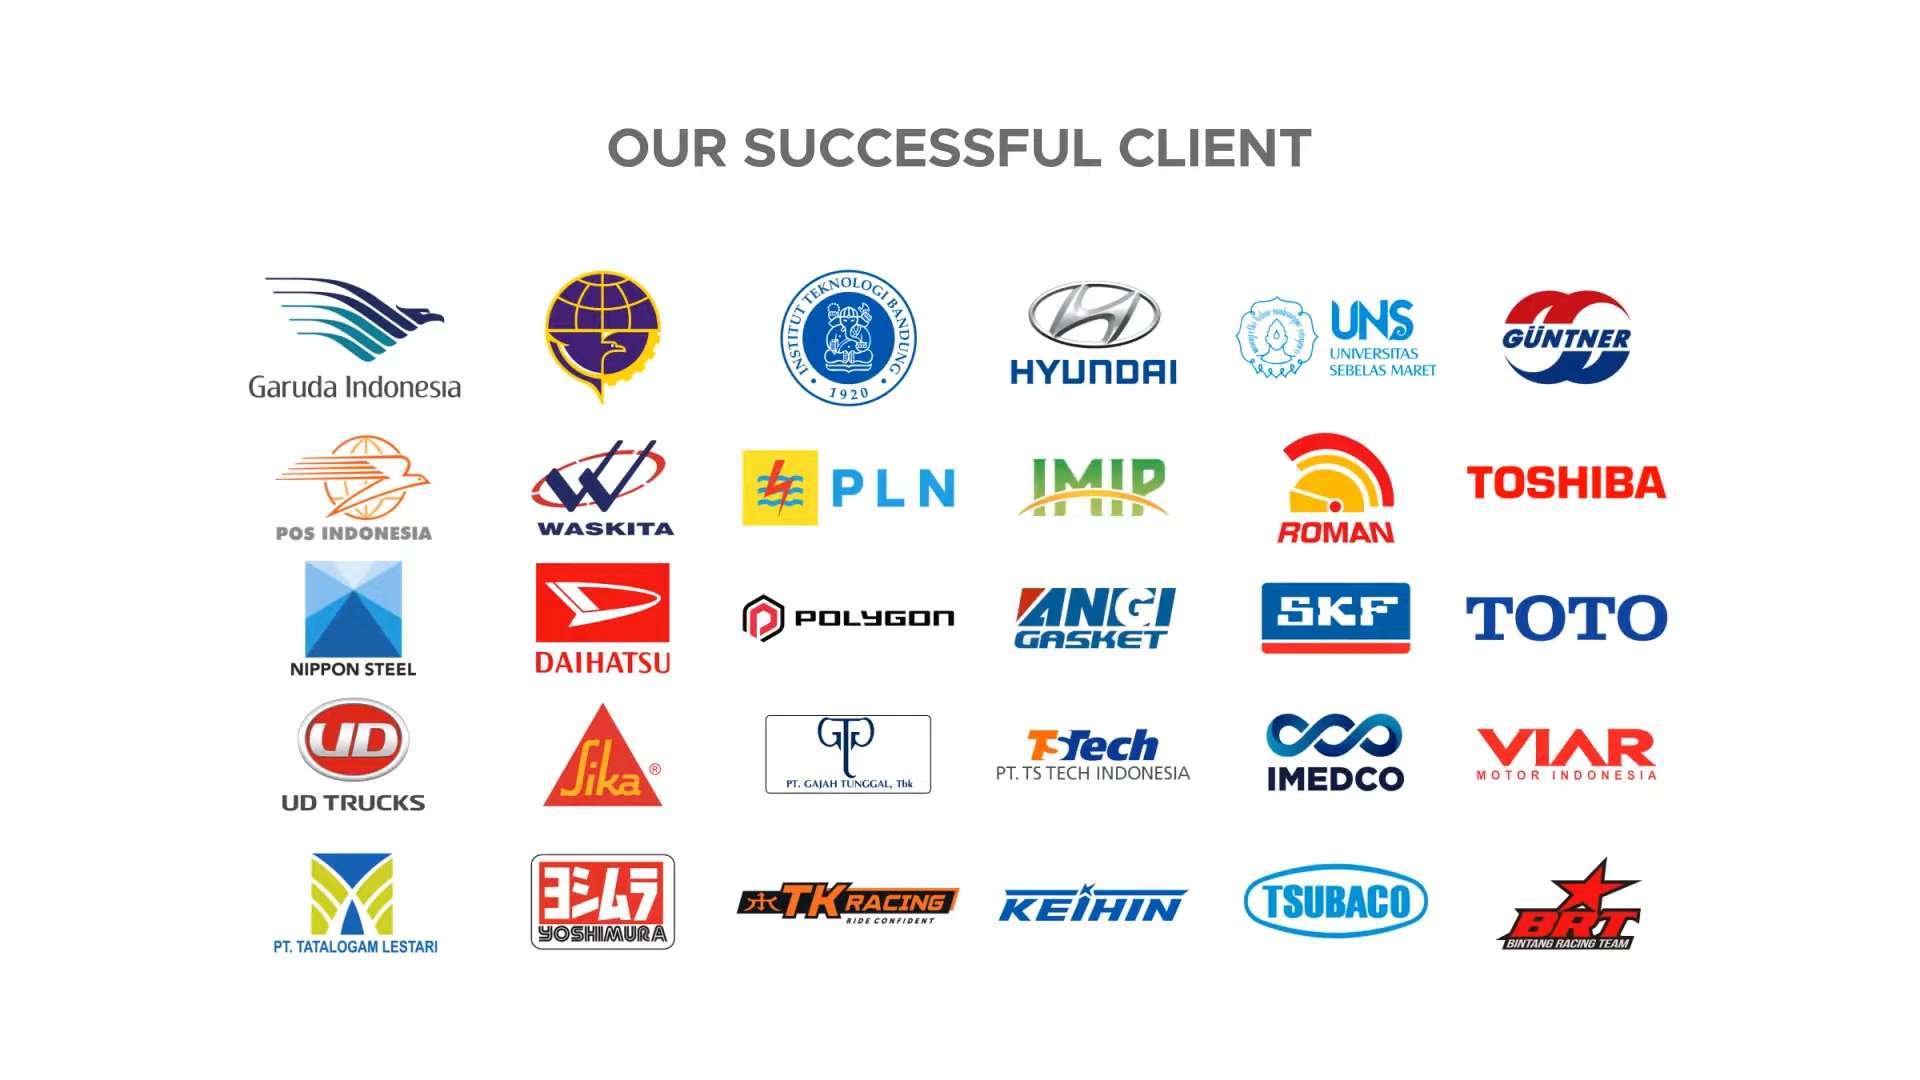 OUR SUCCESSFUL CLIENT
Garuda Indonesia
INSTITUT TEKNOLOGI BANDUNG
1920
HYUNDAI
UNS
UNIVERSITAS
SEBELAS MARET
GÜNTNER
POS INDONESIA
WASKITA
PLN
IMIP
ROMAN
TOSHIBA
NIPPON STEEL
DAIHATSU
POLYGON
ANGI
GASKET
SKF
TOTO
UD
UD TRUCKS
Sika®
GTP
PT. GAJAH TUNGGAL, Tbk
TSTech
PT. TS TECH INDONESIA
IMEDCO
VIAR
MOTOR INDONESIA
PT. TATALOGAM LESTARI
ヨシムラ
YOSHIMURA
TK RACING
RIDE CONFIDENT
KEIHIN
TSUBACO
BRT
BINTANG RACING TEAM